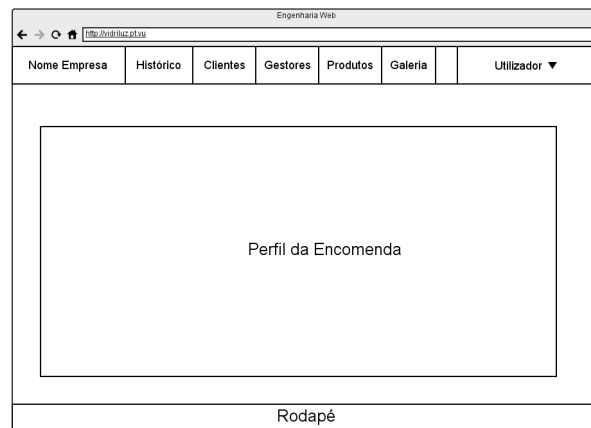 Engenharia Web
http://vidriluz.pt.vu
Nome Empresa Histórico Clientes Gestores Produtos Galeria Utilizador ▼
Perfil da Encomenda
Rodapé